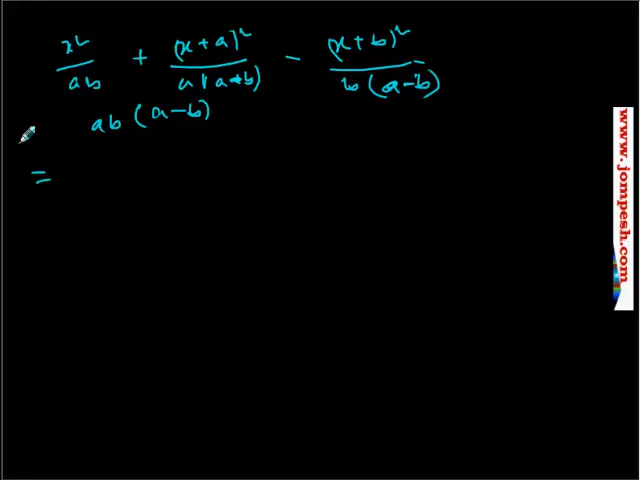 x²/ab + (x+a)²/a(a-b) - (x+b)²/b(a-b)
ab (a-b)
=
www.jompesh.com